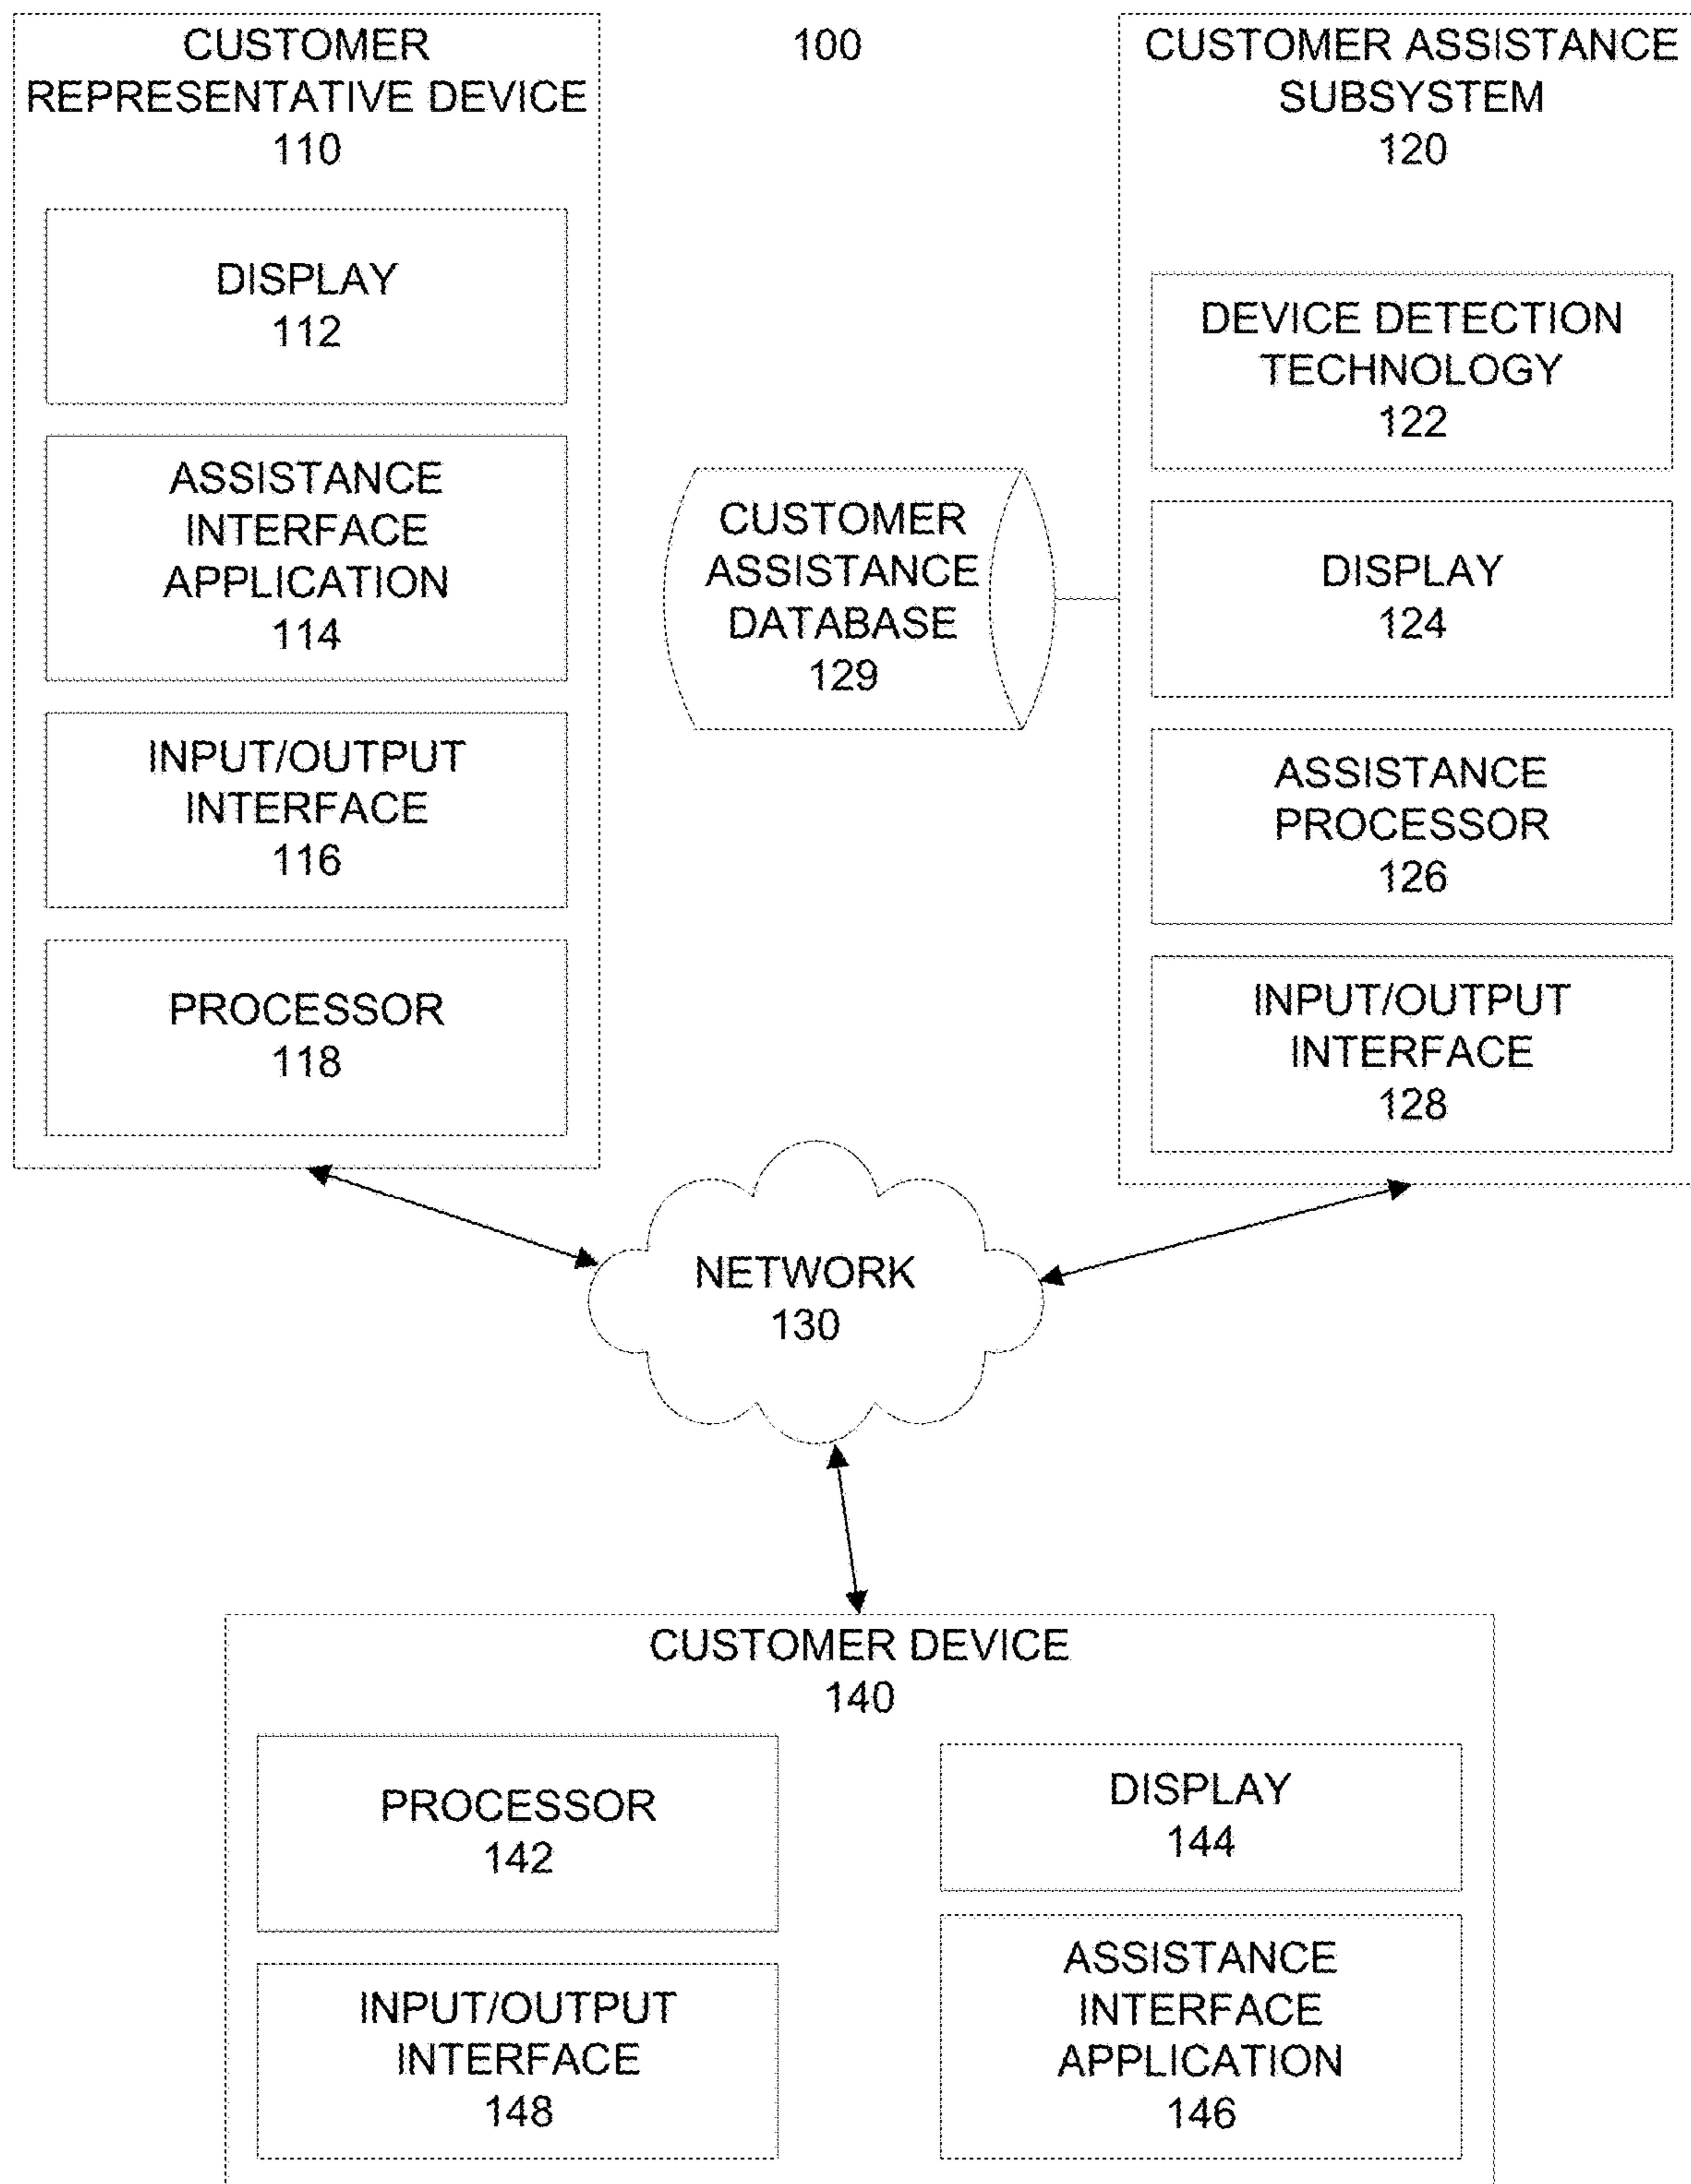 CUSTOMER
REPRESENTATIVE DEVICE
110
DISPLAY
112
ASSISTANCE
INTERFACE
APPLICATION
114
INPUT/OUTPUT
INTERFACE
116
PROCESSOR
118
100
CUSTOMER
ASSISTANCE
DATABASE
129
CUSTOMER ASSISTANCE
SUBSYSTEM
120
DEVICE DETECTION
TECHNOLOGY
122
DISPLAY
124
ASSISTANCE
PROCESSOR
126
INPUT/OUTPUT
INTERFACE
128
NETWORK
130
CUSTOMER DEVICE
140
PROCESSOR
142
INPUT/OUTPUT
INTERFACE
148
DISPLAY
144
ASSISTANCE
INTERFACE
APPLICATION
146